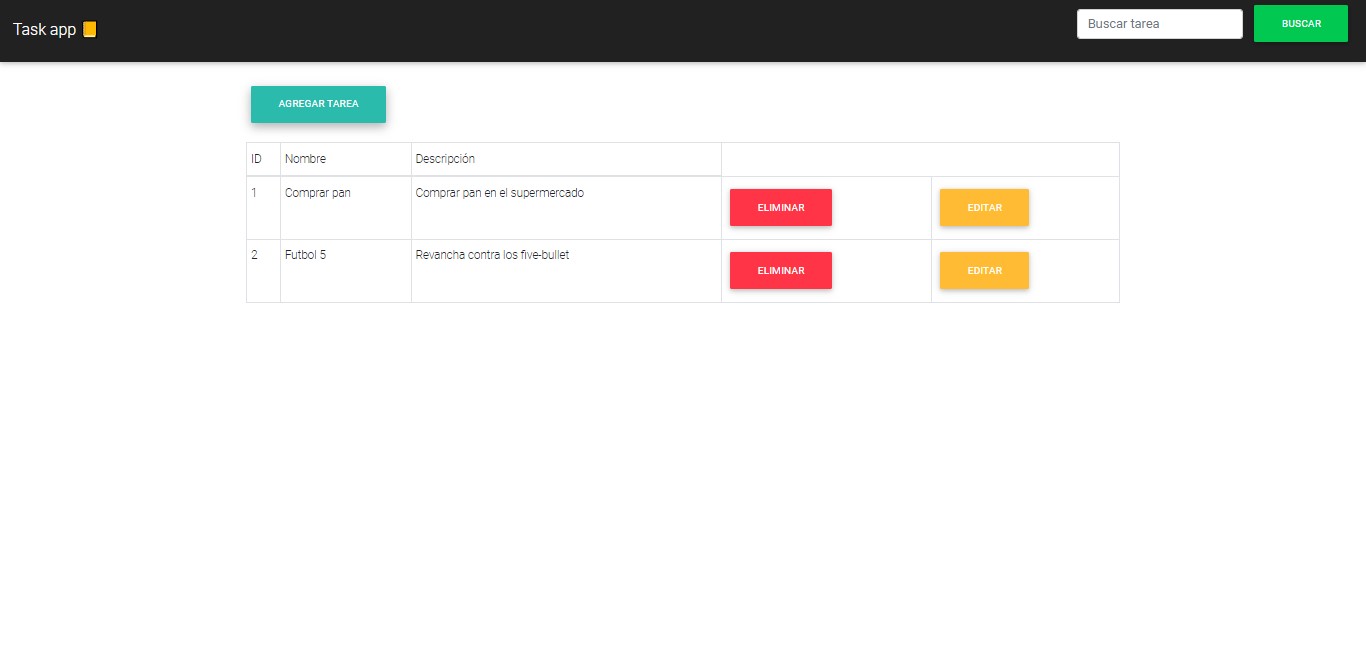 Task app 📒
Buscar tarea BUSCAR
AGREGAR TAREA
ID Nombre Descripción
1 Comprar pan Comprar pan en el supermercado ELIMINAR EDITAR
2 Futbol 5 Revancha contra los five-bullet ELIMINAR EDITAR